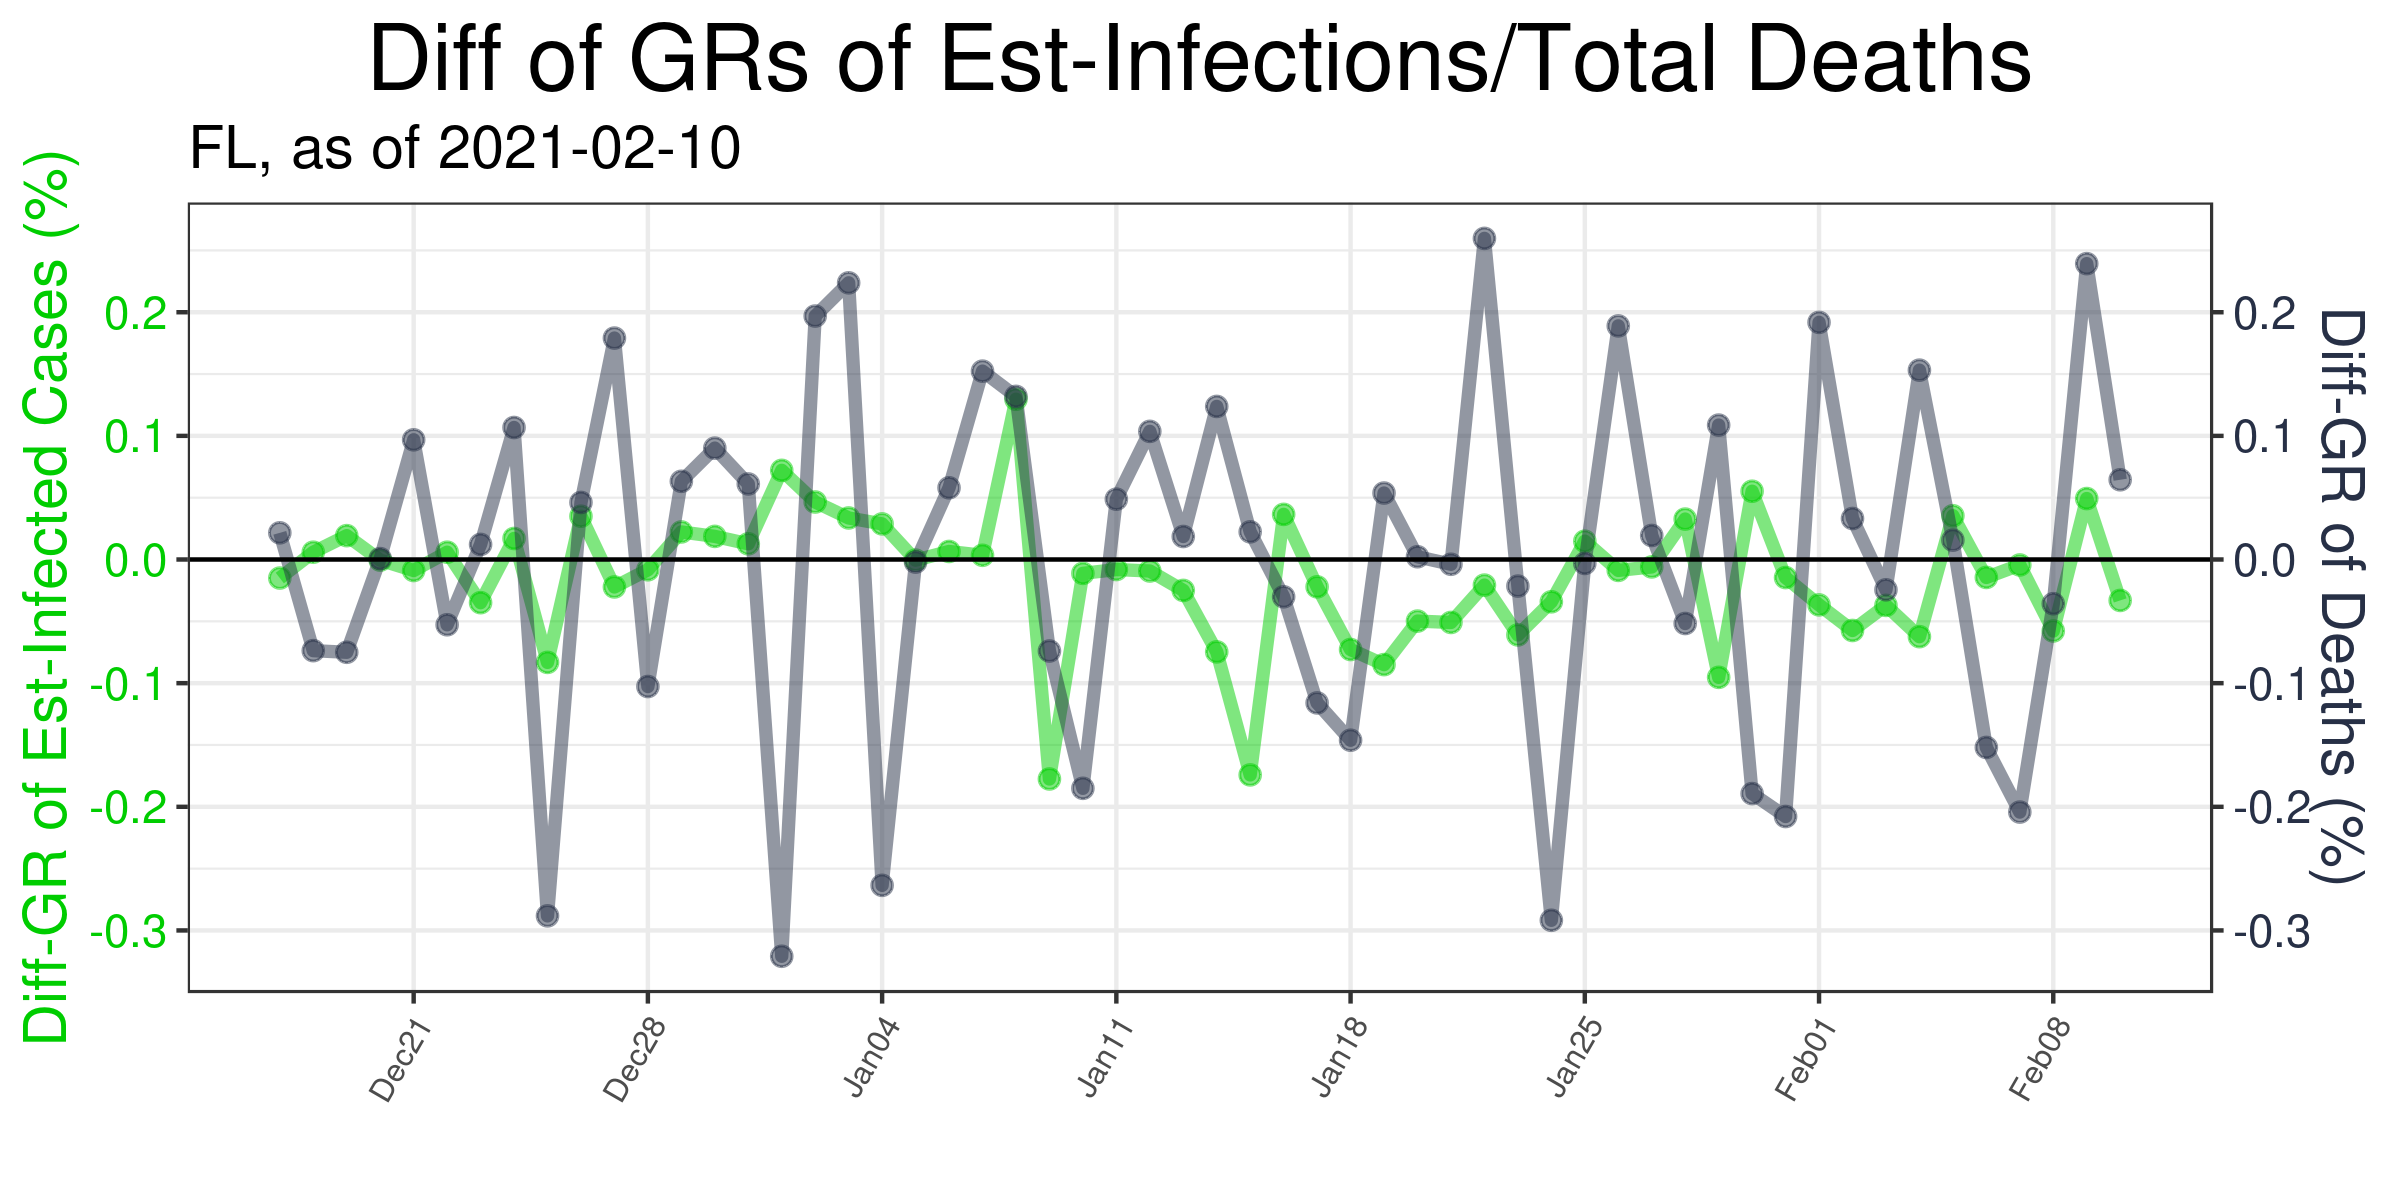 Diff of GRs of Est-Infections/Total Deaths
FL, as of 2021-02-10
Diff-GR of Est-Infected Cases (%)
0.2
0.1
0.0
-0.1
-0.2
-0.3
0.2
0.1
0.0
-0.1
-0.2
-0.3
Diff-GR of Deaths (%)
Dec21
Dec28
Jan04
Jan11
Jan18
Jan25
Feb01
Feb08